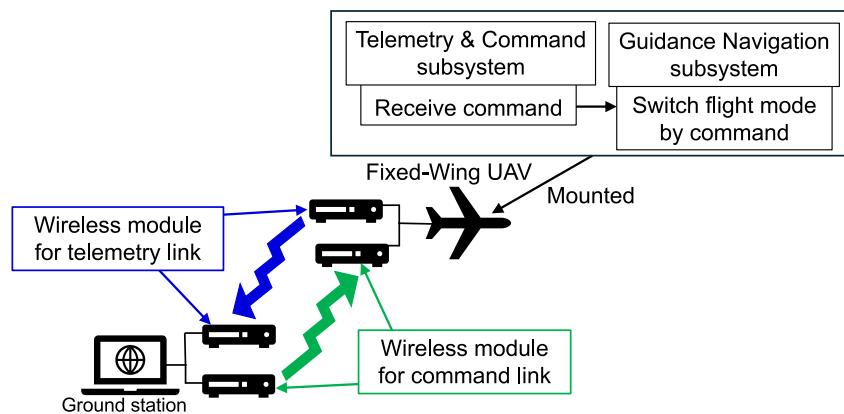 Telemetry & Command
subsystem
Receive command
Guidance Navigation
subsystem
Switch flight mode
by command
Fixed-Wing UAV
Mounted
Wireless module
for telemetry link
Wireless module
for command link
Ground station